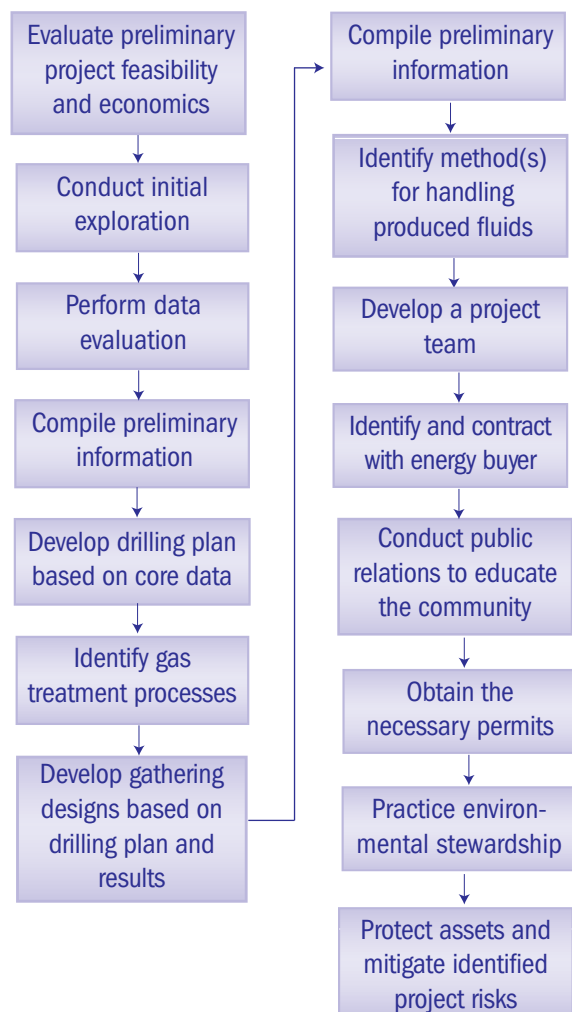 Evaluate preliminary
project feasibility
and economics
Conduct initial
exploration
Perform data
evaluation
Compile preliminary
information
Develop drilling plan
based on core data
Identify gas
treatment processes
Develop gathering
designs based on
drilling plan and
results
Compile preliminary
information
Identify method(s)
for handling
produced fluids
Develop a project
team
Identify and contract
with energy buyer
Conduct public
relations to educate
the community
Obtain the
necessary permits
Practice environ-
mental stewardship
Protect assets and
mitigate identified
project risks